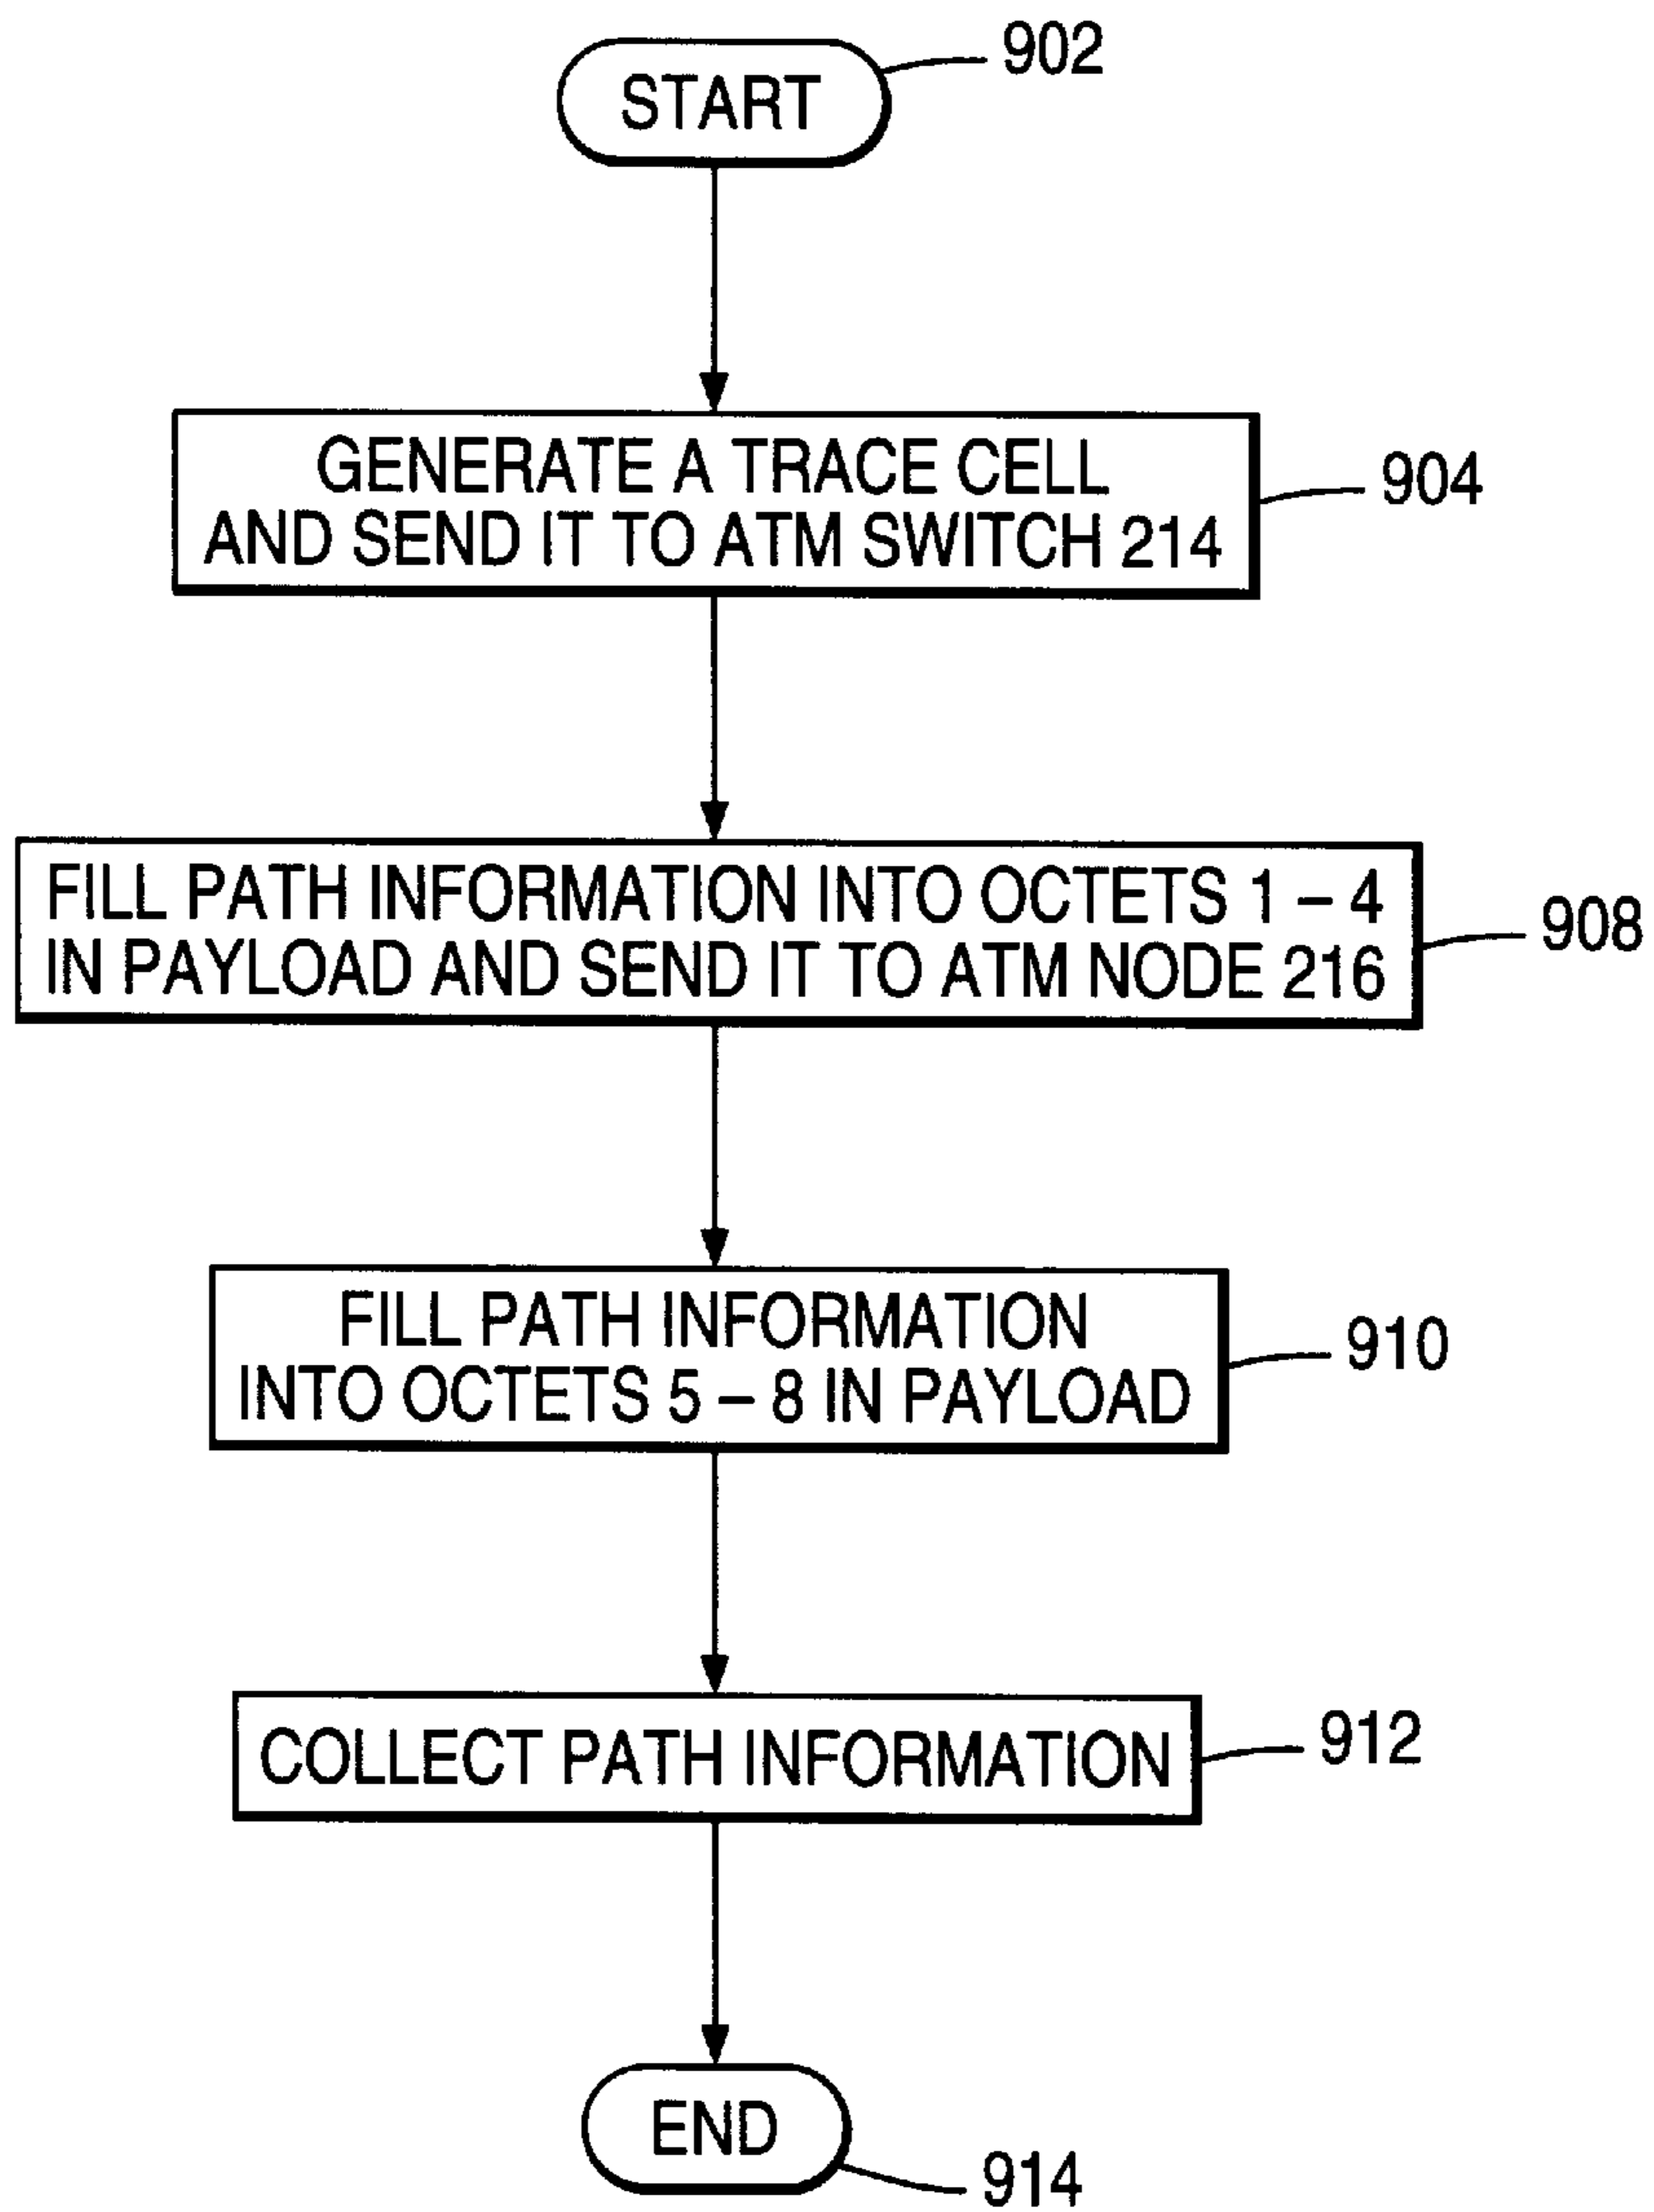 START
902
GENERATE A TRACE CELL
AND SEND IT TO ATM SWITCH 214
904
FILL PATH INFORMATION INTO OCTETS 1 – 4
IN PAYLOAD AND SEND IT TO ATM NODE 216
908
FILL PATH INFORMATION
INTO OCTETS 5 – 8 IN PAYLOAD
910
COLLECT PATH INFORMATION
912
END
914